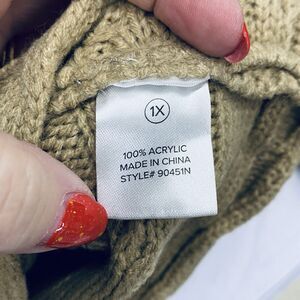 1X
100% ACRYLIC
MADE IN CHINA
STYLE# 90451N